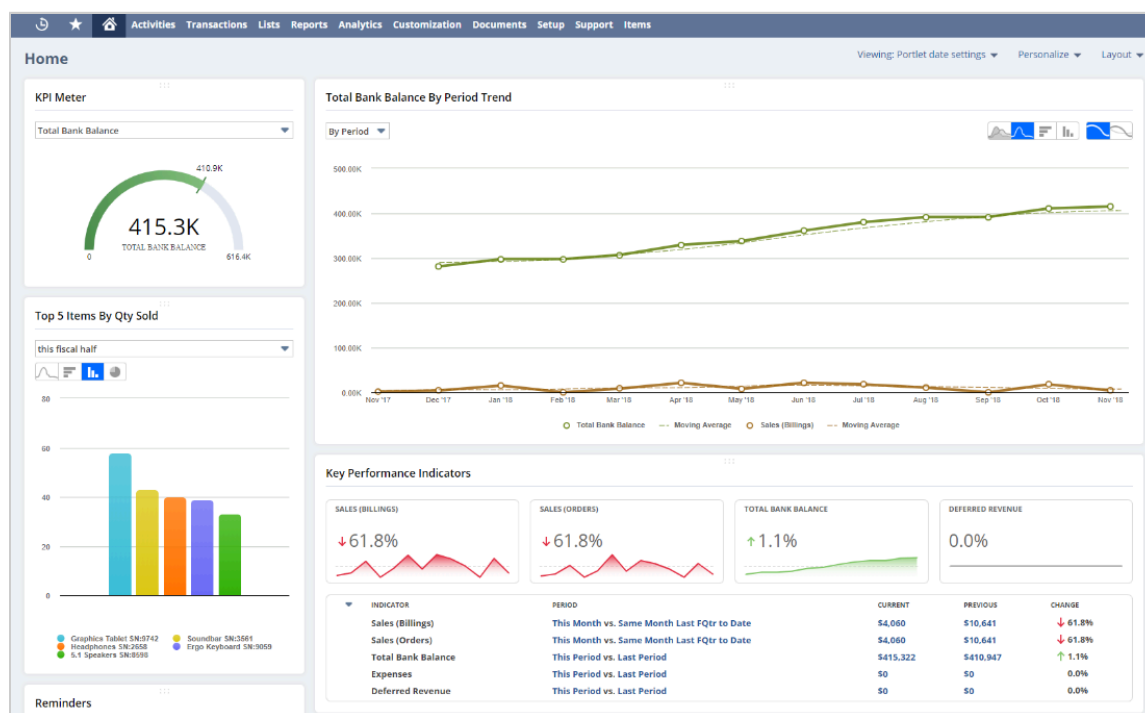 Activities Transactions Lists Reports Analytics Customization Documents Setup Support Items
Home
Viewing: Portlet date settings Personalize Layout
KPI Meter
Total Bank Balance
410.9K
415.3K
TOTAL BANK BALANCE
0
616.4K
Top 5 Items By Qty Sold
this fiscal half
80
60
40
20
0
Graphics Tablet SN:9742 Soundbar SN:3561
Headphones SN:2658 Ergo Keyboard SN:9059
5.1 Speakers SN:8598
Reminders
Total Bank Balance By Period Trend
By Period
500.00K
400.00K
300.00K
200.00K
100.00K
0.00K
Nov '17 Dec '17 Jan '18 Feb '18 Mar '18 Apr '18 May '18 Jun '18 Jul '18 Aug '18 Sep '18 Oct '18 Nov '18
Total Bank Balance Moving Average Sales (Billings) Moving Average
Key Performance Indicators
SALES (BILLINGS) SALES (ORDERS) TOTAL BANK BALANCE DEFERRED REVENUE
61.8% 61.8% 1.1% 0.0%
INDICATOR PERIOD CURRENT PREVIOUS CHANGE
Sales (Billings) This Month vs. Same Month Last FQtr to Date $4,060 $10,641 61.8%
Sales (Orders) This Month vs. Same Month Last FQtr to Date $4,060 $10,641 61.8%
Total Bank Balance This Period vs. Last Period $415,322 $410,947 1.1%
Expenses This Period vs. Last Period $0 $0 0.0%
Deferred Revenue This Period vs. Last Period $0 $0 0.0%